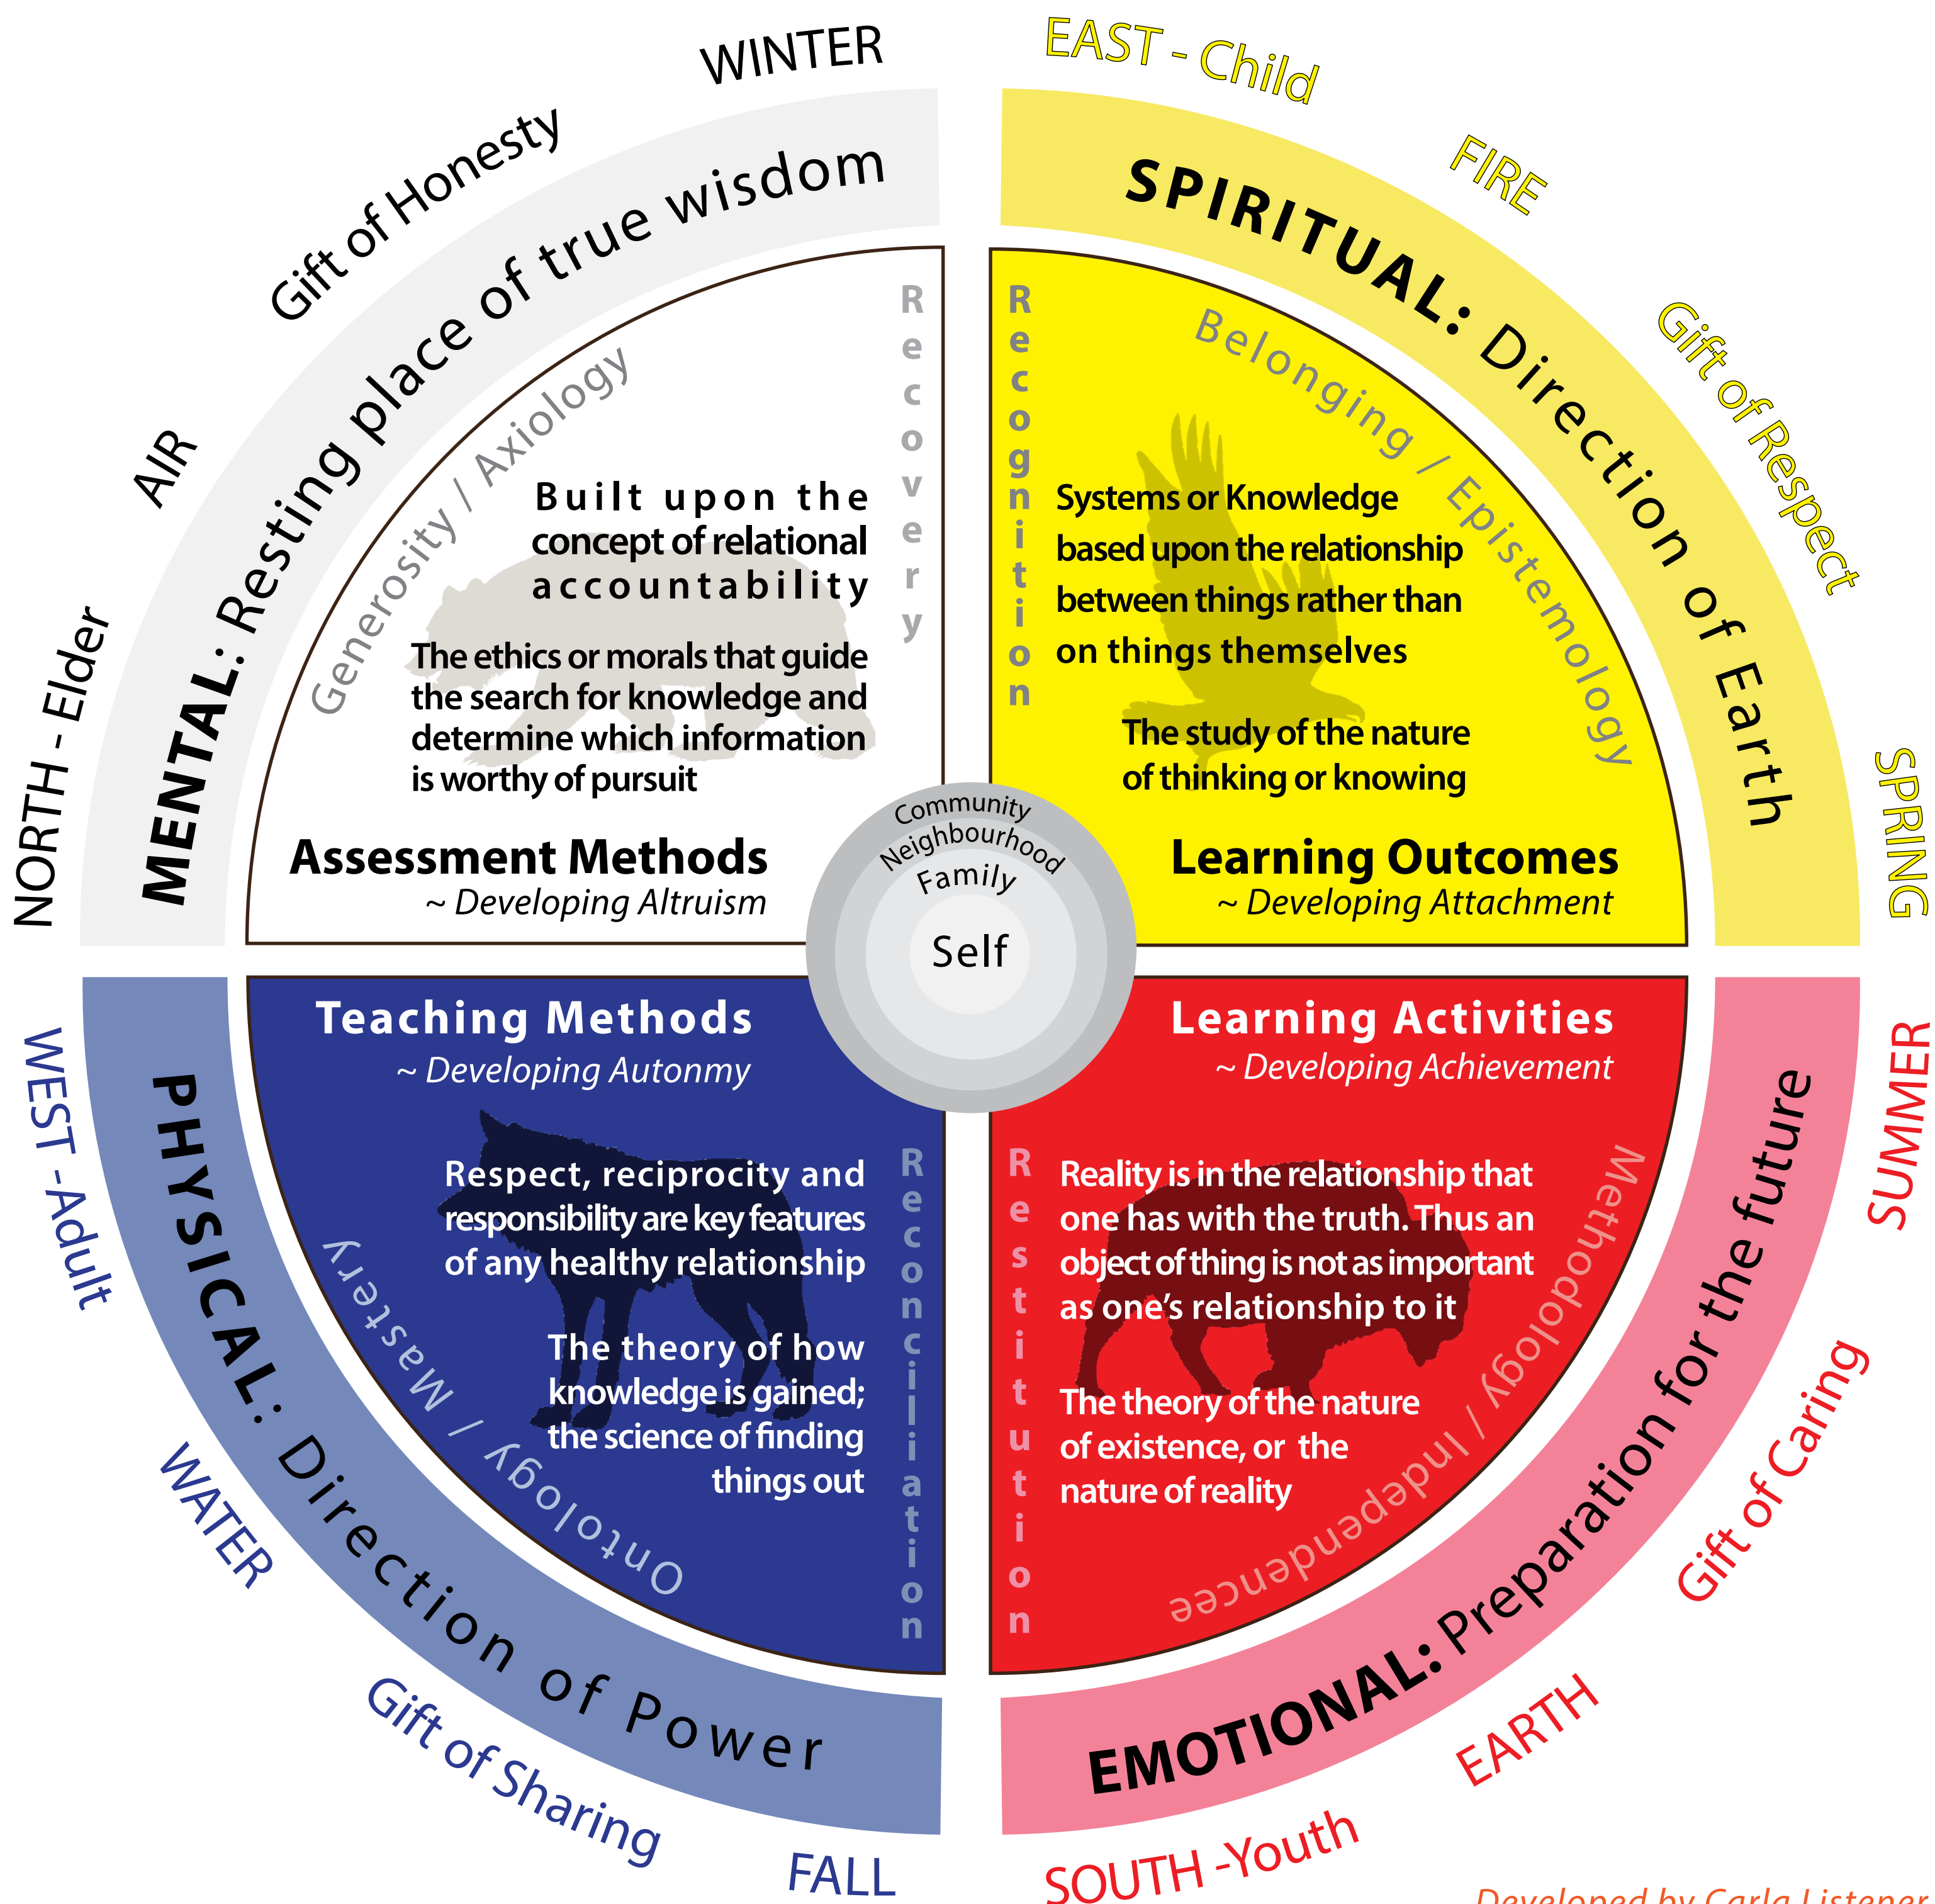 NORTH - Elder
AIR
Gift of Honesty
WINTER
MENTAL: Resting place of true wisdom
Generosity / Axiology
Recovery
Built upon the
concept of relational
accountability
The ethics or morals that guide
the search for knowledge and
determine which information
is worthy of pursuit
Assessment Methods
~ Developing Altruism
EAST - Child
FIRE
Gift of Respect
SPRING
SPIRITUAL: Direction of Earth
Belonging / Epistemology
Recognition
Systems or Knowledge
based upon the relationship
between things rather than
on things themselves
The study of the nature
of thinking or knowing
Learning Outcomes
~ Developing Attachment
Community
Neighbourhood
Family
Self
WEST -Adult
WATER
Gift of Sharing
FALL
PHYSICAL: Direction of Power
Teaching Methods
~ Developing Autonmy
Respect, reciprocity and
responsibility are key features
of any healthy relationship
The theory of how
knowledge is gained;
the science of finding
things out
Reconciliation
Ontology / Mastery
SUMMER
Gift of Caring
EARTH
SOUTH -Youth
EMOTIONAL: Preparation for the future
Learning Activities
~ Developing Achievement
Restitution
Reality is in the relationship that
one has with the truth. Thus an
object of thing is not as important
as one's relationship to it
The theory of the nature
of existence, or the
nature of reality
Methodology / Independencee
Developed by Carla Listener